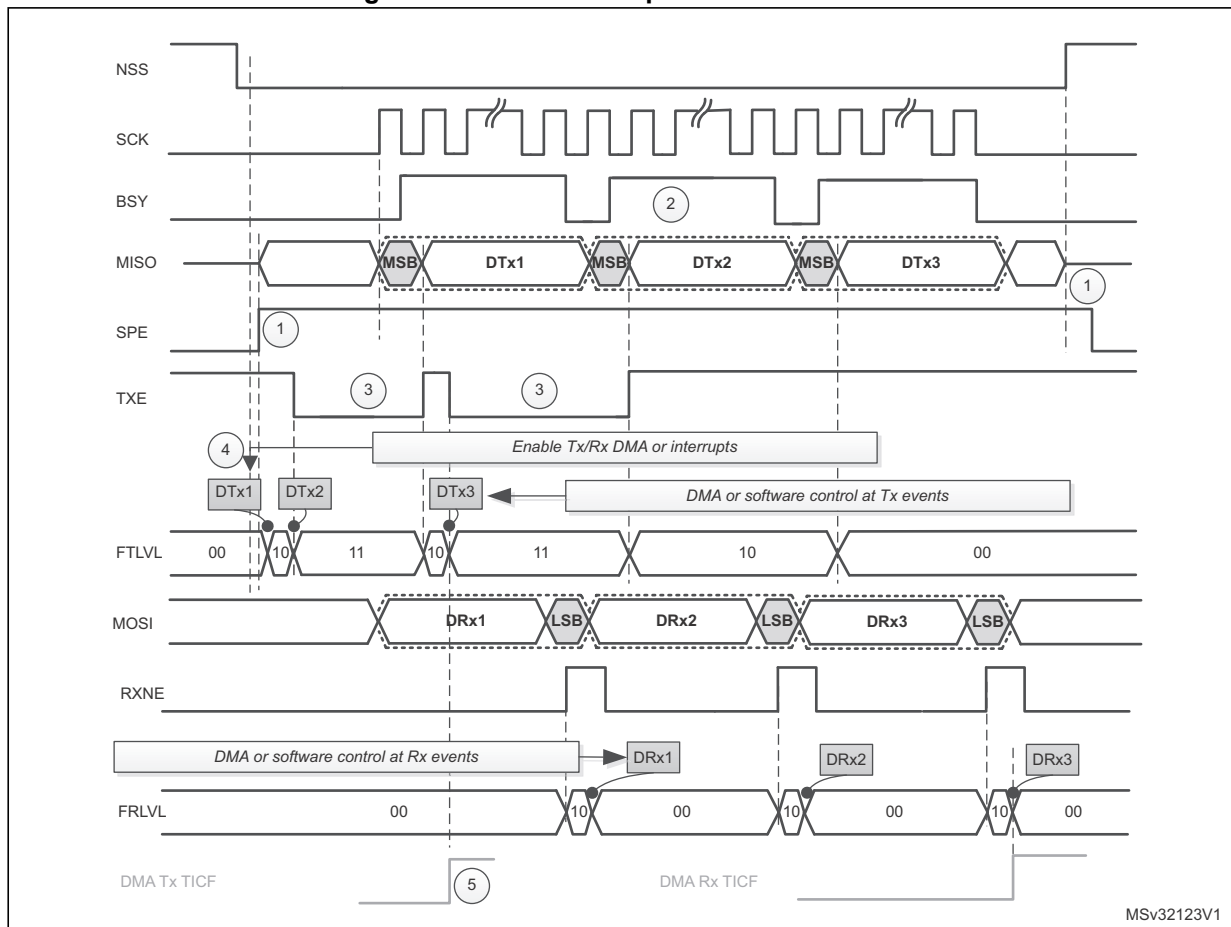 NSS
SCK
BSY
2
MISO
MSB
DTx1
MSB
DTx2
MSB
DTx3
1
SPE
1
TXE
3
3
4
Enable Tx/Rx DMA or interrupts
DTx1
DTx2
DTx3
DMA or software control at Tx events
FTLVL
00
10
11
10
11
10
00
MOSI
DRx1
LSB
DRx2
LSB
DRx3
LSB
RXNE
DMA or software control at Rx events
DRx1
DRx2
DRx3
FRLVL
00
10
00
10
00
10
00
DMA Tx TICF
5
DMA Rx TICF
MSv32123V1